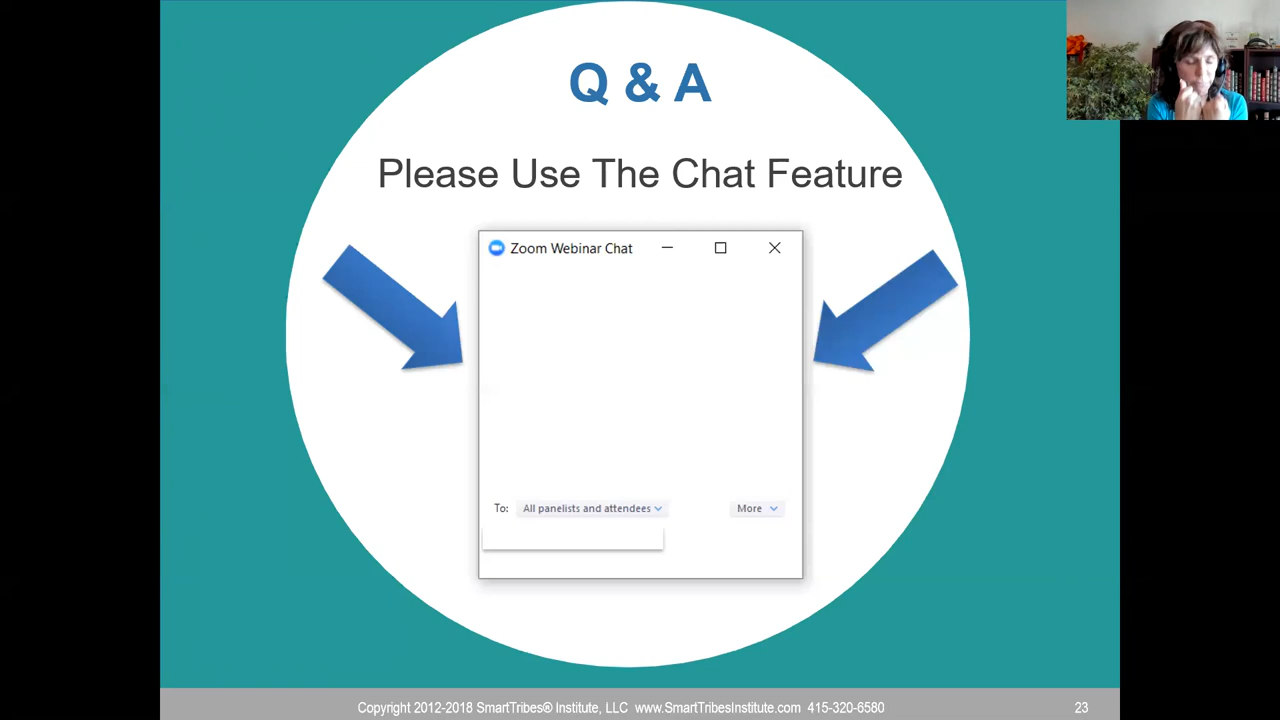 Q & A
Please Use The Chat Feature
Zoom Webinar Chat
To: All panelists and attendees More
Copyright 2012-2018 SmartTribes® Institute, LLC www.SmartTribesInstitute.com 415-320-6580 23